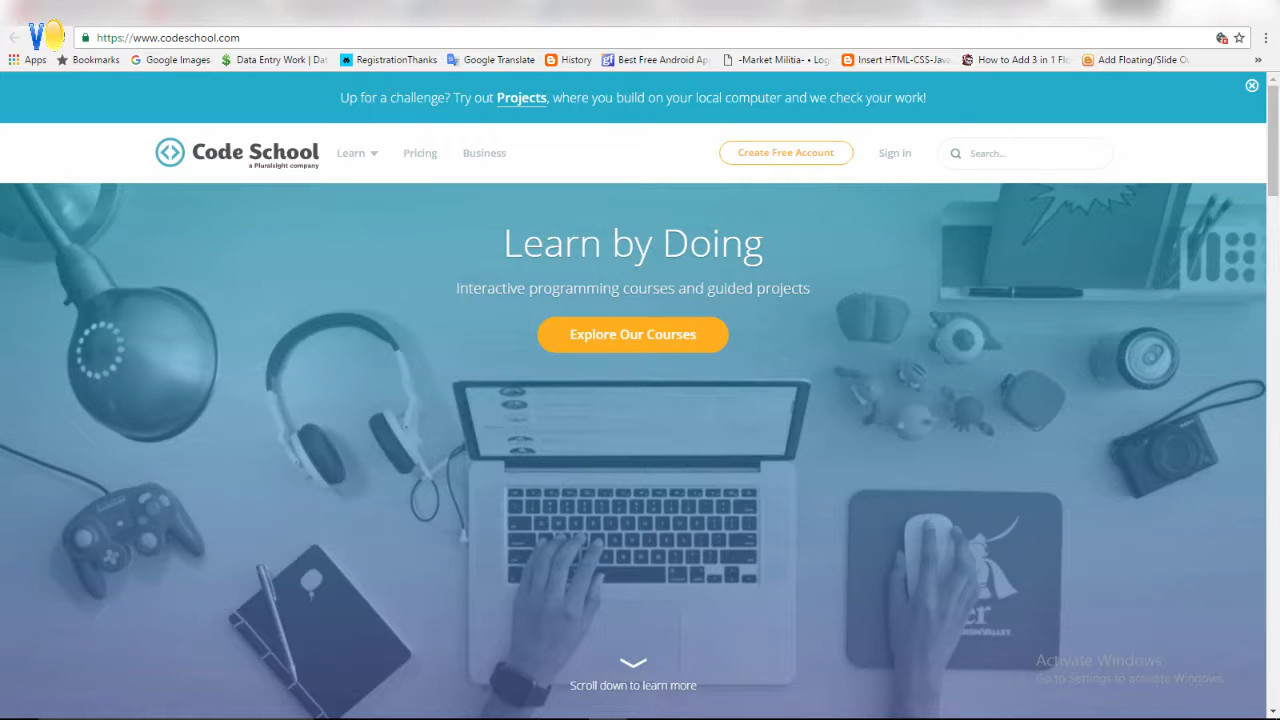 https://www.codeschool.com
Apps Bookmarks Google Images Data Entry Work | Dat RegistrationThanks Google Translate History Best Free Android Ap -Market Militia- • Log Insert HTML-CSS-Java How to Add 3 in 1 Flo Add Floating/Slide Ou »
Up for a challenge? Try out Projects, where you build on your local computer and we check your work!
Code School
a Pluralsight company
Learn Pricing Business Create Free Account Sign in Search...
Learn by Doing
Interactive programming courses and guided projects
Explore Our Courses
Scroll down to learn more
Activate Windows
Go to Settings to activate Windows.